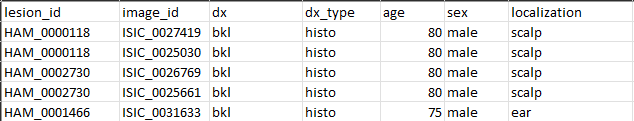 lesion_id image_id dx dx_type age sex localization
HAM_0000118 ISIC_0027419 bkl histo 80 male scalp
HAM_0000118 ISIC_0025030 bkl histo 80 male scalp
HAM_0002730 ISIC_0026769 bkl histo 80 male scalp
HAM_0002730 ISIC_0025661 bkl histo 80 male scalp
HAM_0001466 ISIC_0031633 bkl histo 75 male ear